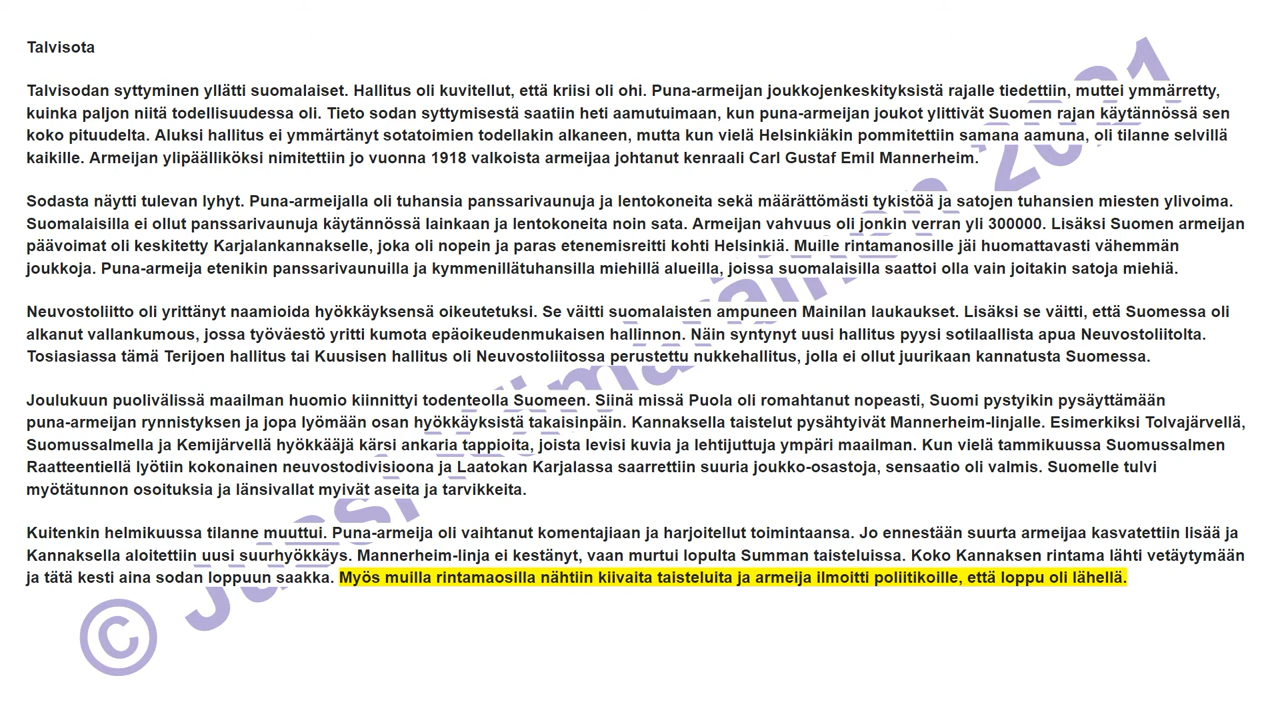 Talvisota
Talvisodan syttyminen yllätti suomalaiset. Hallitus oli kuvitellut, että kriisi oli ohi. Puna-armeijan joukkojenkeskityksistä rajalle tiedettiin, muttei ymmärretty,
kuinka paljon niitä todellisuudessa oli. Tieto sodan syttymisestä saatiin heti aamutuimaan, kun puna-armeijan joukot ylittivät Suomen rajan käytännössä sen
koko pituudelta. Aluksi hallitus ei ymmärtänyt sotatoimien todellakin alkaneen, mutta kun vielä Helsinkiäkin pommitettiin samana aamuna, oli tilanne selvillä
kaikille. Armeijan ylipäälliköksi nimitettiin jo vuonna 1918 valkoista armeijaa johtanut kenraali Carl Gustaf Emil Mannerheim.
Sodasta näytti tulevan lyhyt. Puna-armeijalla oli tuhansia panssarivaunuja ja lentokoneita sekä määrättömästi tykistöä ja satojen tuhansien miesten ylivoima.
Suomalaisilla ei ollut panssarivaunuja käytännössä lainkaan ja lentokoneita noin sata. Armeijan vahvuus oli jonkin verran yli 300000. Lisäksi Suomen armeijan
päävoimat oli keskitetty Karjalankannakselle, joka oli nopein ja paras etenemisreitti kohti Helsinkiä. Muille rintamanosille jäi huomattavasti vähemmän
joukkoja. Puna-armeija etenikin panssarivaunuilla ja kymmenillätuhansilla miehillä alueilla, joissa suomalaisilla saattoi olla vain joitakin satoja miehiä.
Neuvostoliitto oli yrittänyt naamioida hyökkäyksensä oikeutetuksi. Se väitti suomalaisten ampuneen Mainilan laukaukset. Lisäksi se väitti, että Suomessa oli
alkanut vallankumous, jossa työväestö yritti kumota epäoikeudenmukaisen hallinnon. Näin syntynyt uusi hallitus pyysi sotilaallista apua Neuvostoliitolta.
Tosiasiassa tämä Terijoen hallitus tai Kuusisen hallitus oli Neuvostoliitossa perustettu nukkehallitus, jolla ei ollut juurikaan kannatusta Suomessa.
Joulukuun puolivälissä maailman huomio kiinnittyi todenteolla Suomeen. Siinä missä Puola oli romahtanut nopeasti, Suomi pystyikin pysäyttämään
puna-armeijan rynnistyksen ja jopa lyömään osan hyökkäyksistä takaisinpäin. Kannaksella taistelut pysähtyivät Mannerheim-linjalle. Esimerkiksi Tolvajärvellä,
Suomussalmella ja Kemijärvellä hyökkääjä kärsi ankaria tappioita, joista levisi kuvia ja lehtijuttuja ympäri maailman. Kun vielä tammikuussa Suomussalmen
Raatteentiellä lyötiin kokonainen neuvostodivisioona ja Laatokan Karjalassa saarrettiin suuria joukko-osastoja, sensaatio oli valmis. Suomelle tulvi
myötätunnon osoituksia ja länsivallat myivät aseita ja tarvikkeita.
Kuitenkin helmikuussa tilanne muuttui. Puna-armeija oli vaihtanut komentajiaan ja harjoitellut toimintaansa. Jo ennestään suurta armeijaa kasvatettiin lisää ja
Kannaksella aloitettiin uusi suurhyökkäys. Mannerheim-linja ei kestänyt, vaan murtui lopulta Summan taisteluissa. Koko Kannaksen rintama lähti vetäytymään
ja tätä kesti aina sodan loppuun saakka. Myös muilla rintamaosilla nähtiin kiivaita taisteluita ja armeija ilmoitti poliitikoille, että loppu oli lähellä.